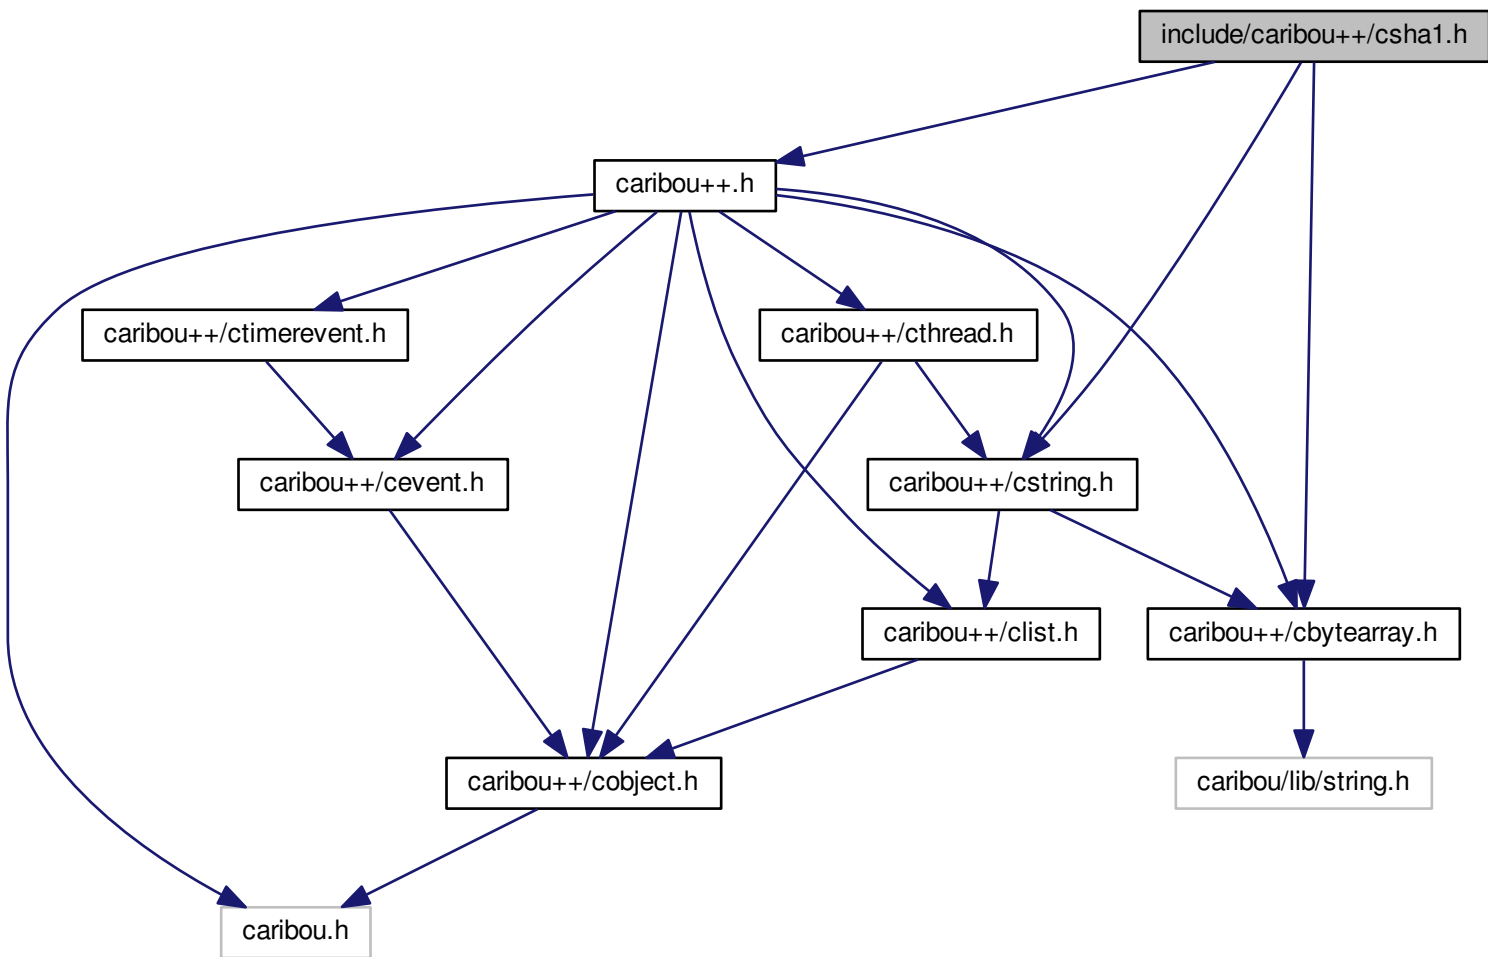 include/caribou++/csha1.h
caribou++.h
caribou++/ctimerevent.h
caribou++/cthread.h
caribou++/cevent.h
caribou++/cstring.h
caribou++/clist.h
caribou++/cbytearray.h
caribou++/cobject.h
caribou/lib/string.h
caribou.h